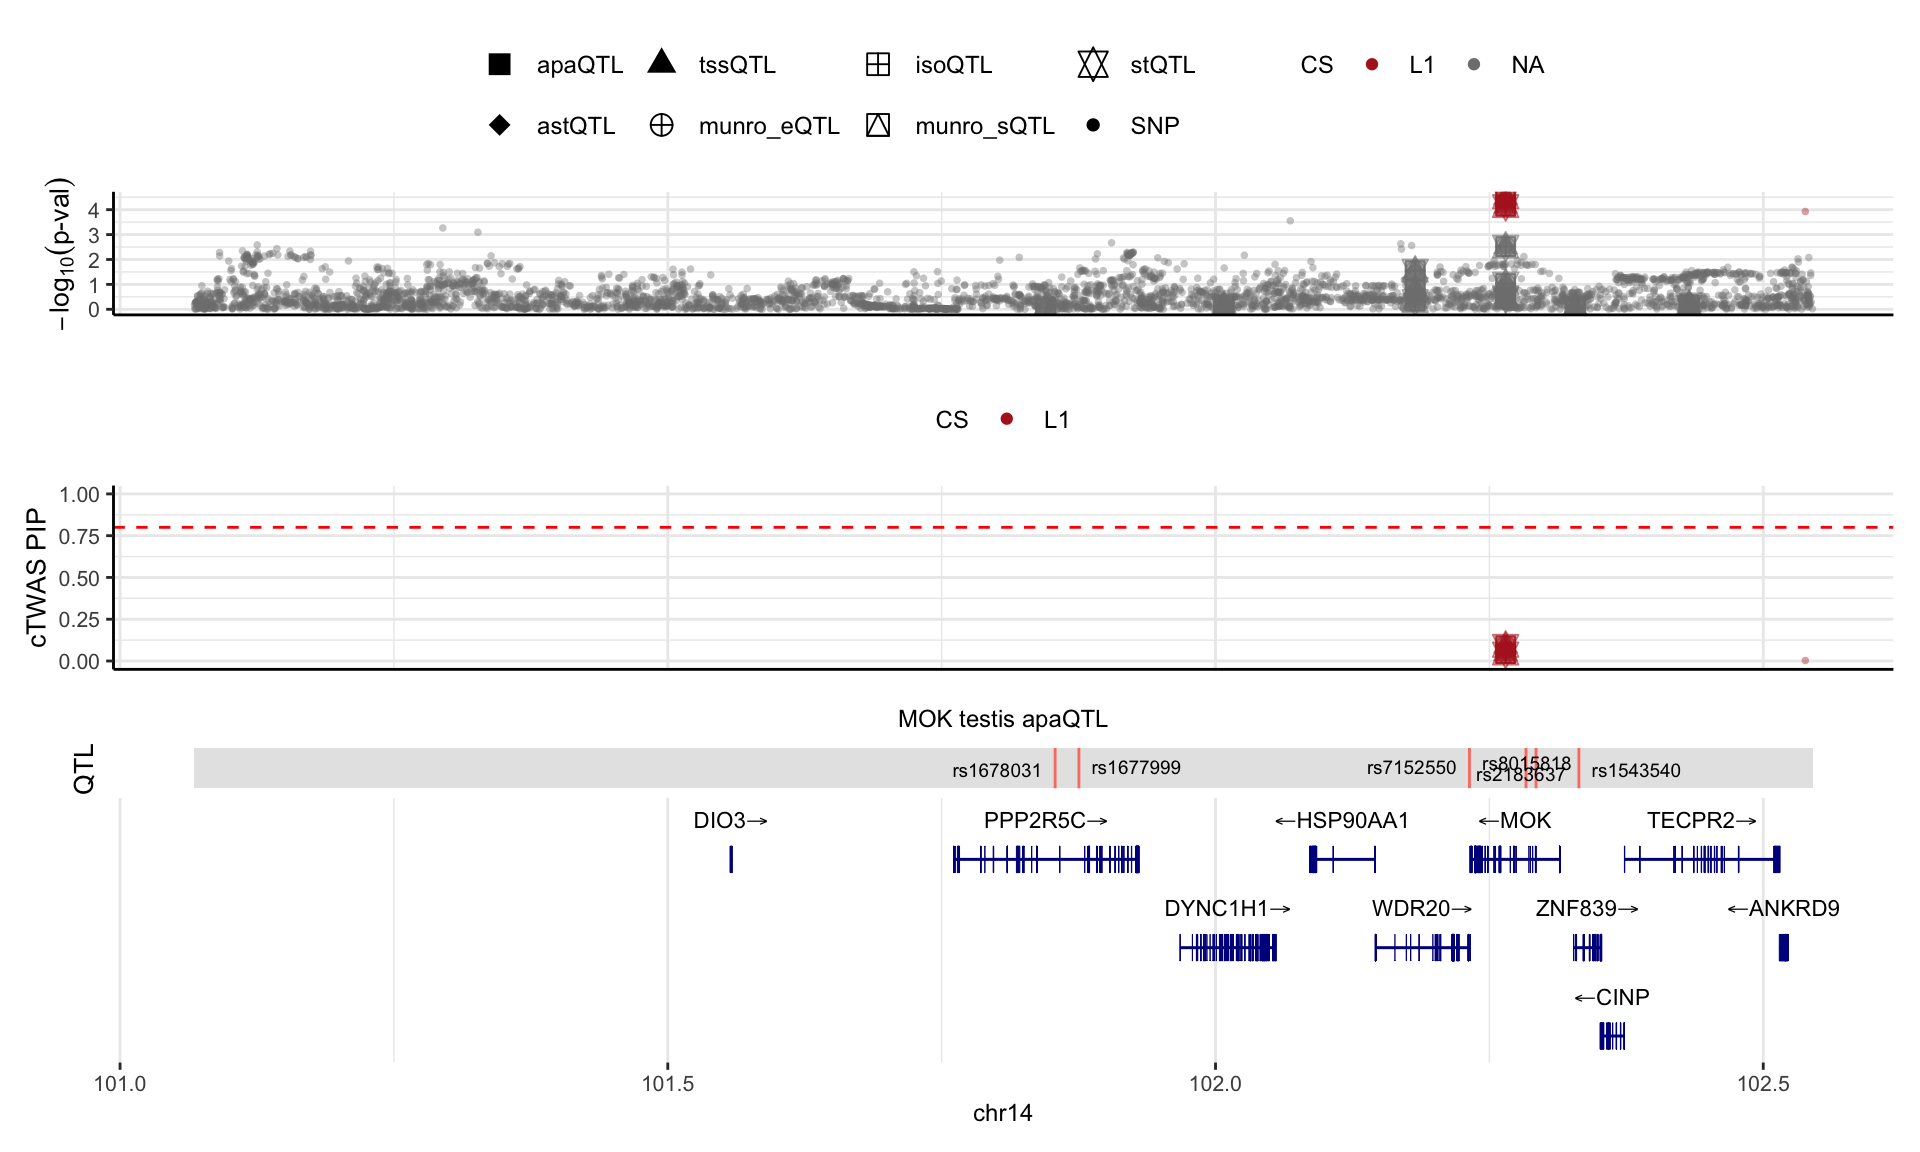 apaQTL tssQTL isoQTL stQTL CS L1 NA
astQTL munro_eQTL munro_sQTL SNP
−log10(p-val)
4
3
2
1
0
CS L1
cTWAS PIP
1.00
0.75
0.50
0.25
0.00
MOK testis apaQTL
QTL
rs1678031 rs1677999 rs7152550 rs8015818 rs1543540
rs2183637
DIO3→ PPP2R5C→ ←HSP90AA1 ←MOK TECPR2→
DYNC1H1→ WDR20→ ZNF839→ ←ANKRD9
←CINP
101.0 101.5 102.0 102.5
chr14